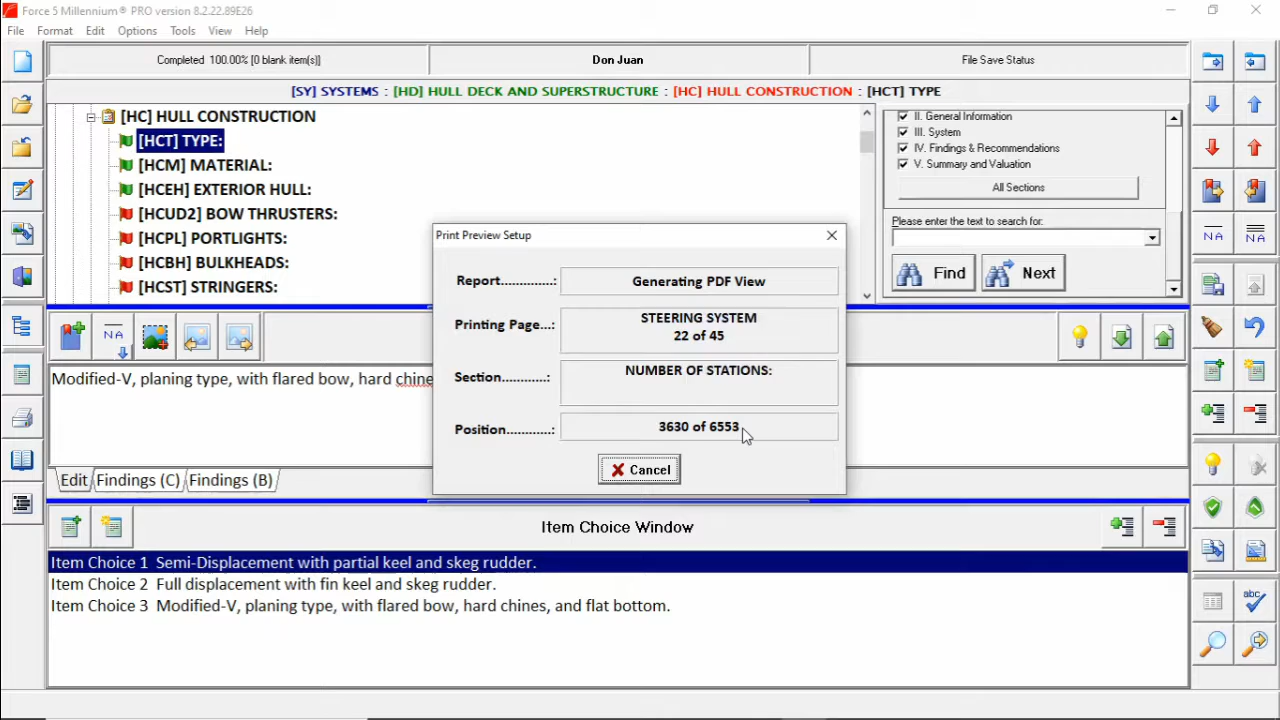 Force 5 Millennium® PRO version 8.2.22.89E26
File Format Edit Options Tools View Help
Completed 100.00% [0 blank item(s)]
Don Juan
File Save Status
[SY] SYSTEMS : [HD] HULL DECK AND SUPERSTRUCTURE : [HC] HULL CONSTRUCTION : [HCT] TYPE
[HC] HULL CONSTRUCTION
[HCT] TYPE:
[HCM] MATERIAL:
[HCEH] EXTERIOR HULL:
[HCUD2] BOW THRUSTERS:
[HCPL] PORTLIGHTS:
[HCBH] BULKHEADS:
[HCST] STRINGERS:
II. General Information
III. System
IV. Findings & Recommendations
V. Summary and Valuation
All Sections
Please enter the text to search for:
Find
Next
NA
NA
NA
Modified-V, planing type, with flared bow, hard chine
Edit
Findings (C)
Findings (B)
Print Preview Setup
Report..............:
Generating PDF View
Printing Page...:
STEERING SYSTEM
22 of 45
Section............:
NUMBER OF STATIONS:
Position............:
3630 of 6553
Cancel
Item Choice Window
Item Choice 1 Semi-Displacement with partial keel and skeg rudder.
Item Choice 2 Full displacement with fin keel and skeg rudder.
Item Choice 3 Modified-V, planing type, with flared bow, hard chines, and flat bottom.
abc